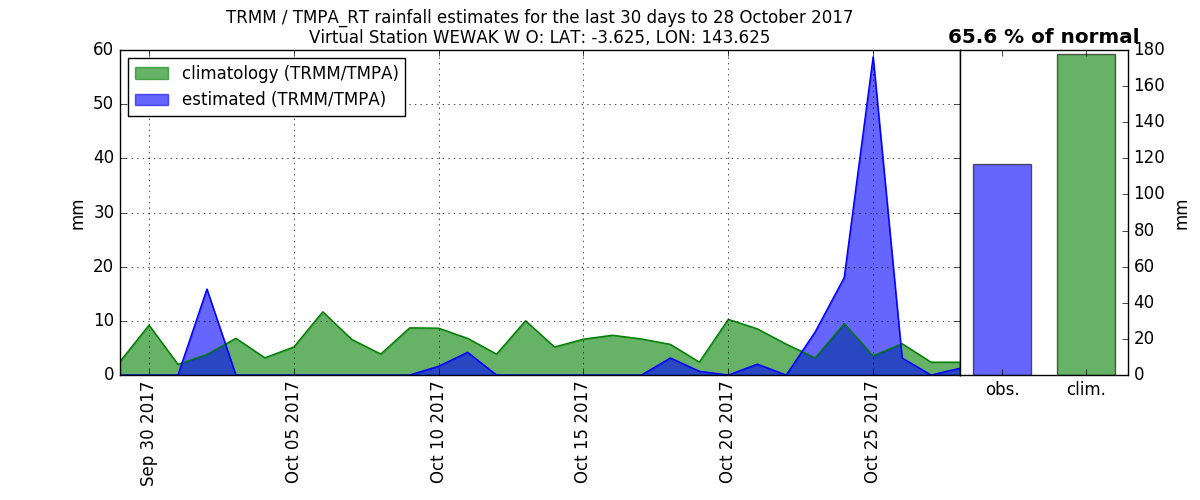 TRMM / TMPA_RT rainfall estimates for the last 30 days to 28 October 2017
Virtual Station WEWAK W O: LAT: -3.625, LON: 143.625
65.6 % of normal
climatology (TRMM/TMPA)
estimated (TRMM/TMPA)
60
50
40
30
20
10
0
mm
Sep 30 2017
Oct 05 2017
Oct 10 2017
Oct 15 2017
Oct 20 2017
Oct 25 2017
obs.
clim.
180
160
140
120
100
80
60
40
20
0
mm